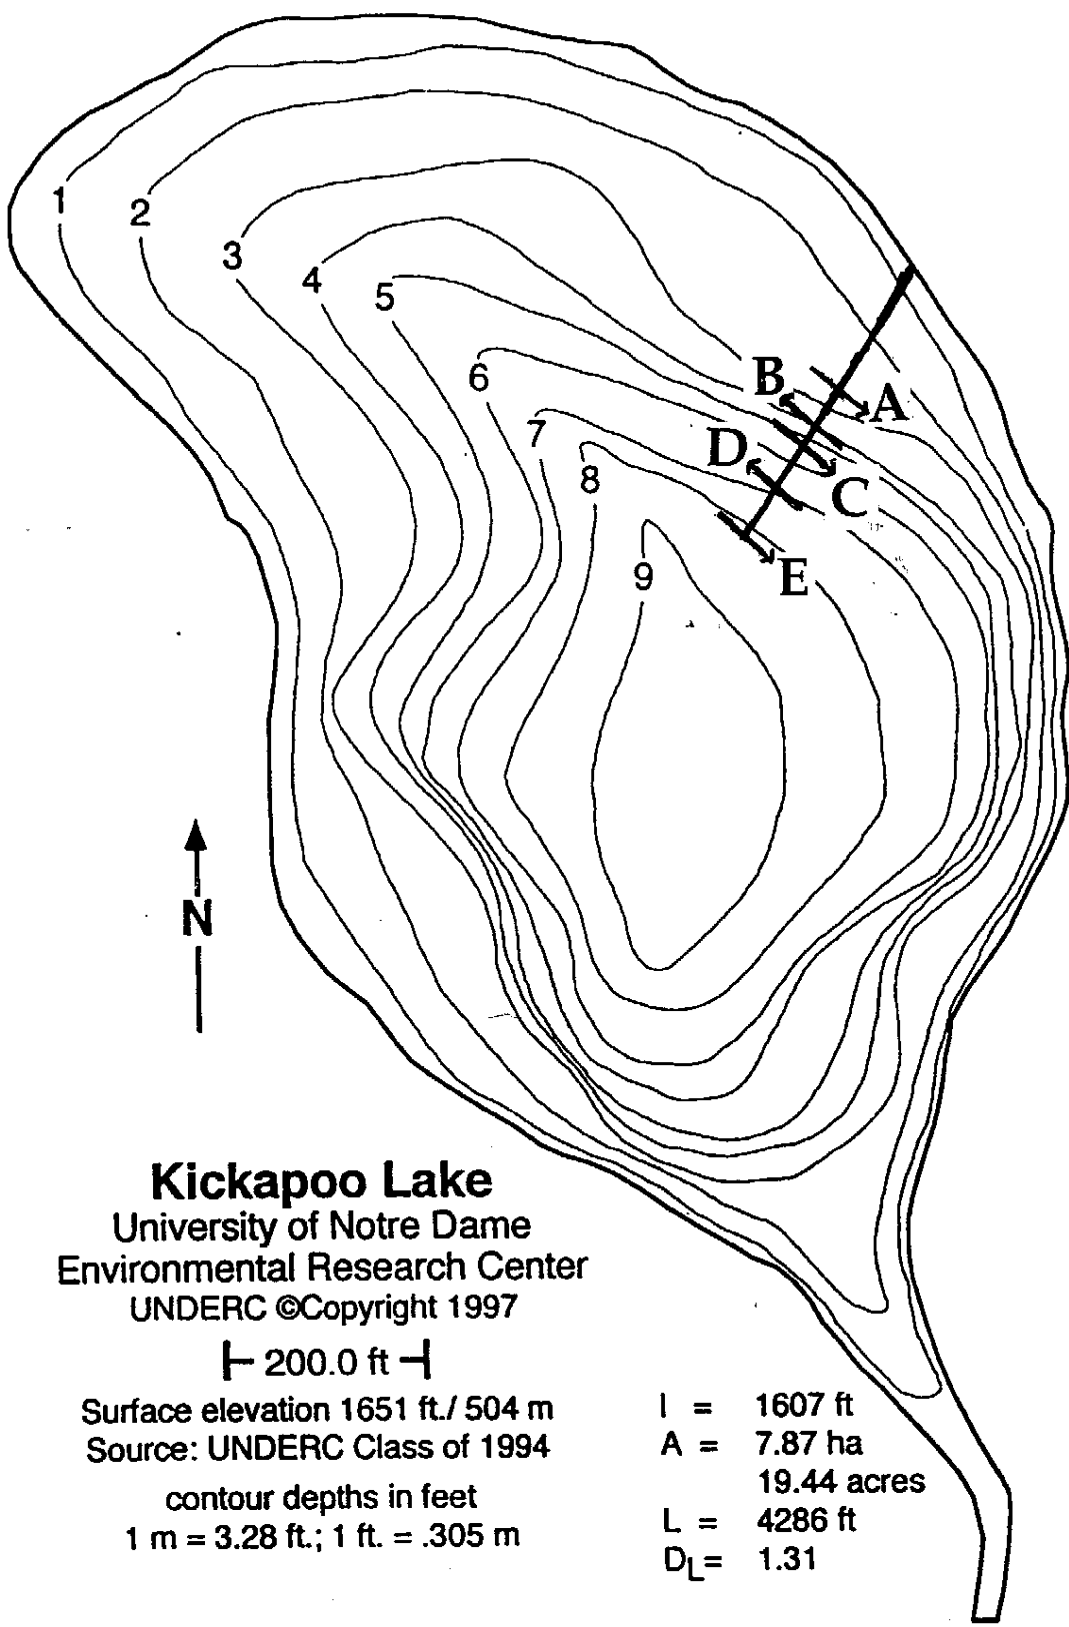 1
2
3
4
5
6
7
8
9
B
A
D
C
E
N
Kickapoo Lake
University of Notre Dame
Environmental Research Center
UNDERC ©Copyright 1997
200.0 ft
Surface elevation 1651 ft./ 504 m
Source: UNDERC Class of 1994
contour depths in feet
1 m = 3.28 ft.; 1 ft. = .305 m
l = 1607 ft
A = 7.87 ha
19.44 acres
L = 4286 ft
DL= 1.31